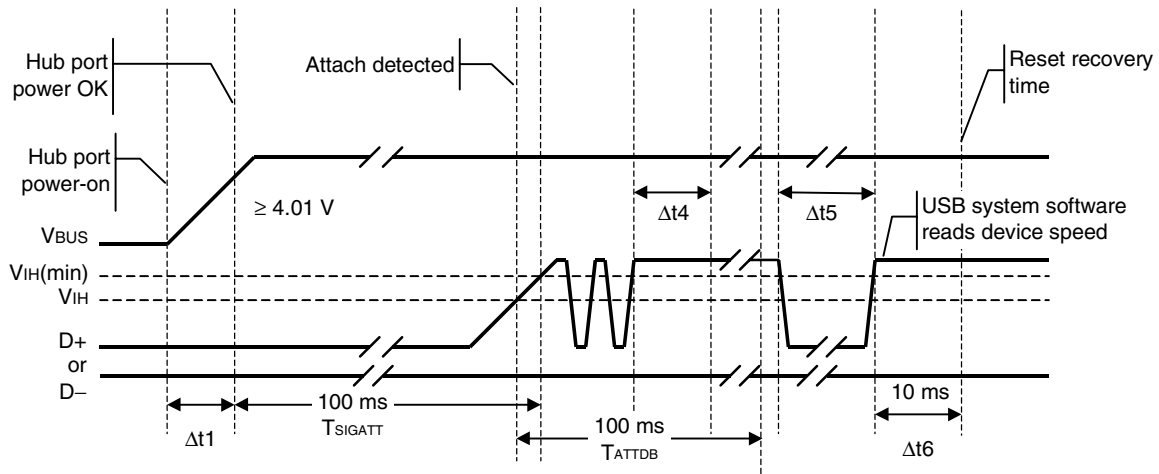 Hub port
power OK
Attach detected
Reset recovery
time
Hub port
power-on
≥ 4.01 V
Δt4
Δt5
USB system software
reads device speed
VBUS
VIH(min)
VIH
D+
or
D−
100 ms
TSIGATT
Δt1
100 ms
TATTDB
10 ms
Δt6